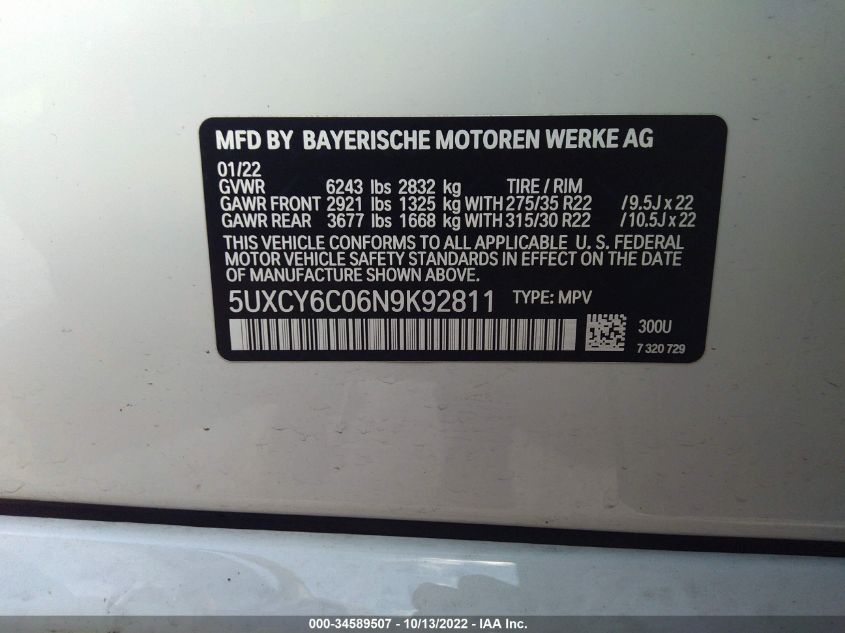 MFD BY BAYERISCHE MOTOREN WERKE AG
01/22
GVWR 6243 lbs 2832 kg TIRE / RIM
GAWR FRONT 2921 lbs 1325 kg WITH 275/35 R22 / 9.5J x 22
GAWR REAR 3677 lbs 1668 kg WITH 315/30 R22 / 10.5J x 22
THIS VEHICLE CONFORMS TO ALL APPLICABLE U. S. FEDERAL
MOTOR VEHICLE SAFETY STANDARDS IN EFFECT ON THE DATE
OF MANUFACTURE SHOWN ABOVE.
5UXCY6C06N9K92811 TYPE: MPV
300U
7 320 729
000-34589507 - 10/13/2022 - IAA Inc.